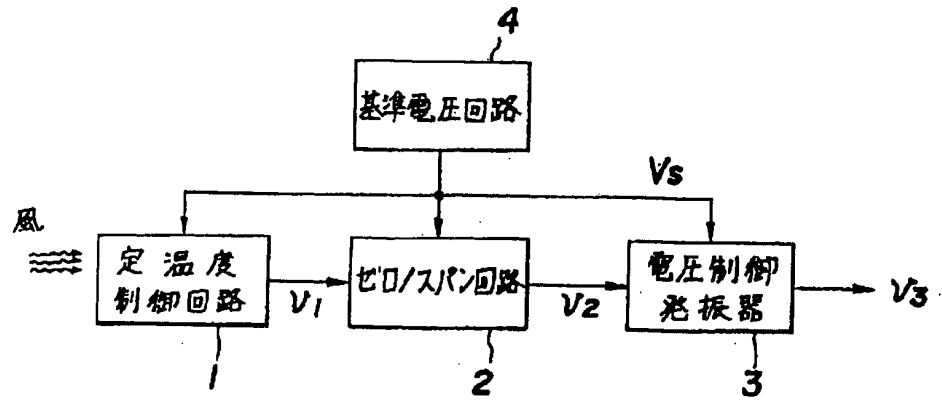 4
基準電圧回路
Vs
風
定温度
制御回路
V1
ゼロ/スパン回路
V2
電圧制御
発振器
V3
1
2
3